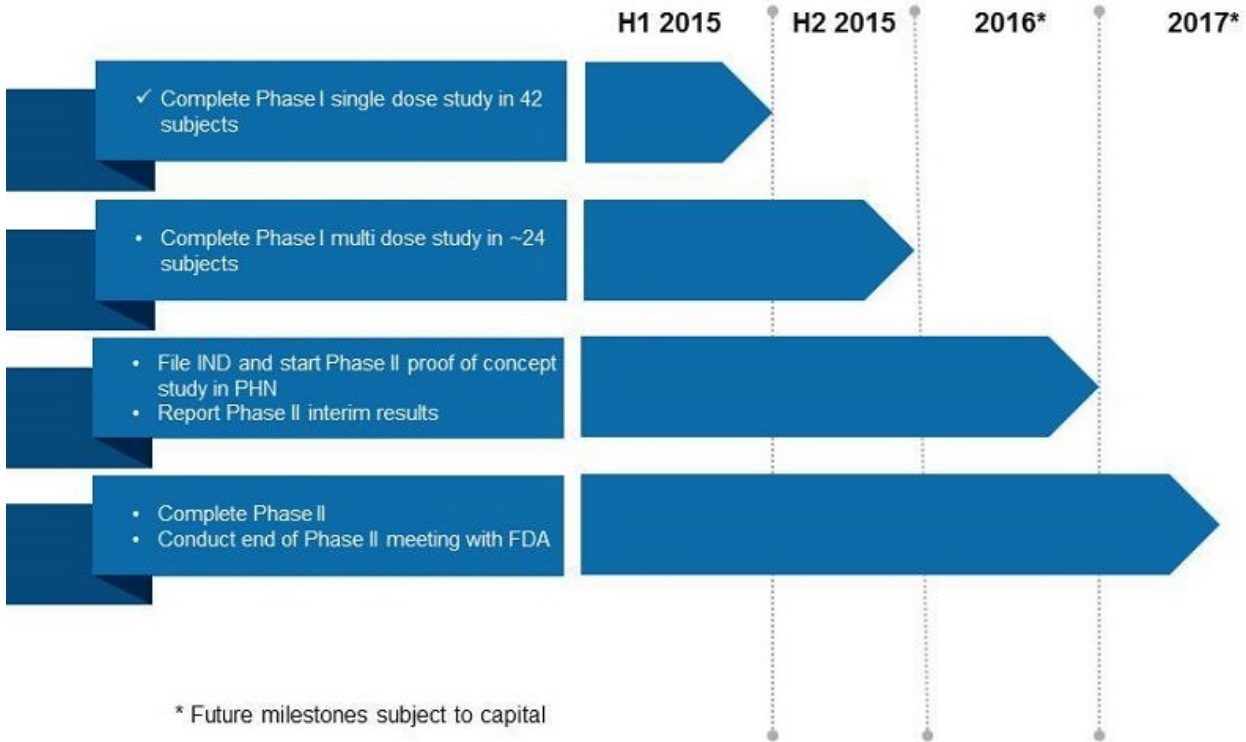 H1 2015 H2 2015 2016* 2017*
✓ Complete Phase I single dose study in 42
subjects
• Complete Phase I multi dose study in ~24
subjects
• File IND and start Phase II proof of concept
study in PHN
• Report Phase II interim results
• Complete Phase II
• Conduct end of Phase II meeting with FDA
* Future milestones subject to capital